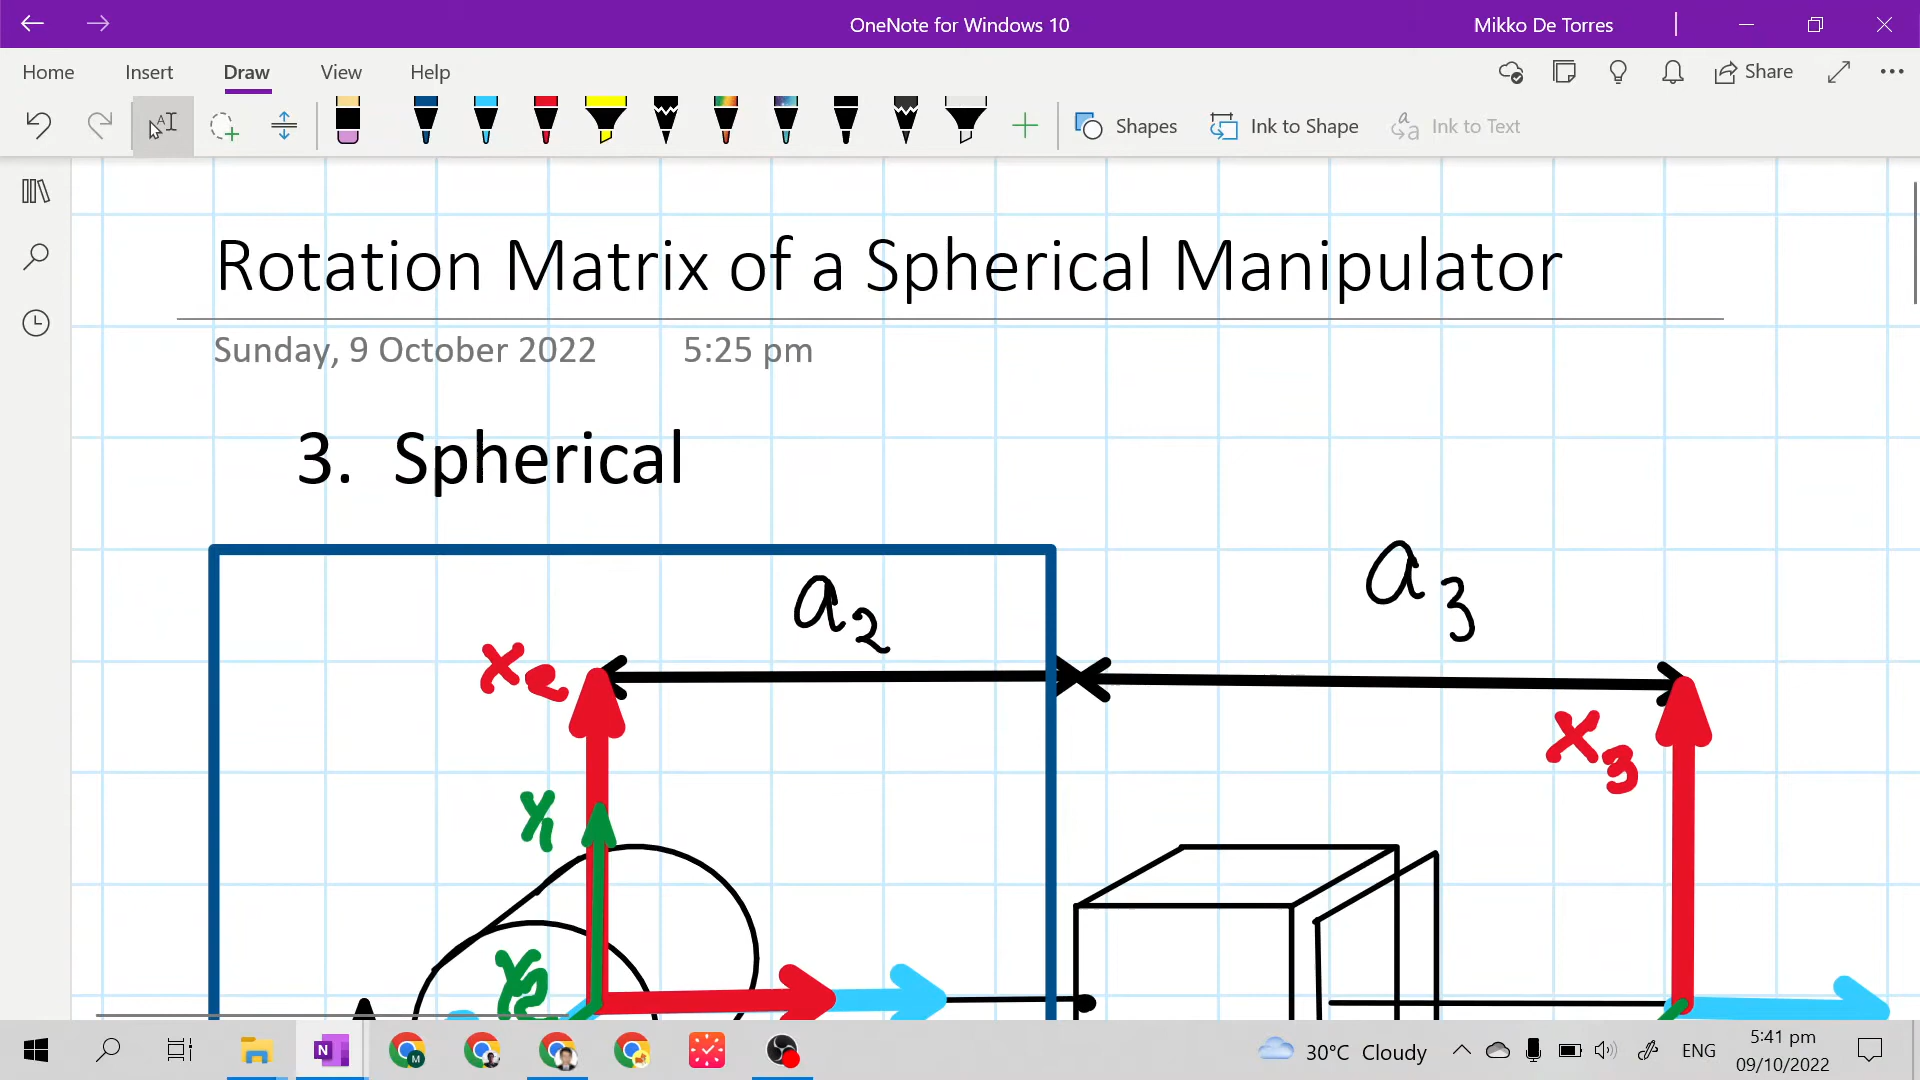 OneNote for Windows 10
Mikko De Torres
Home Insert Draw View Help
Share
Shapes
Ink to Shape
Ink to Text
Rotation Matrix of a Spherical Manipulator
Sunday, 9 October 2022 5:25 pm
3. Spherical
a2
a3
x2
x3
y1
y2
30°C Cloudy
ENG
5:41 pm
09/10/2022